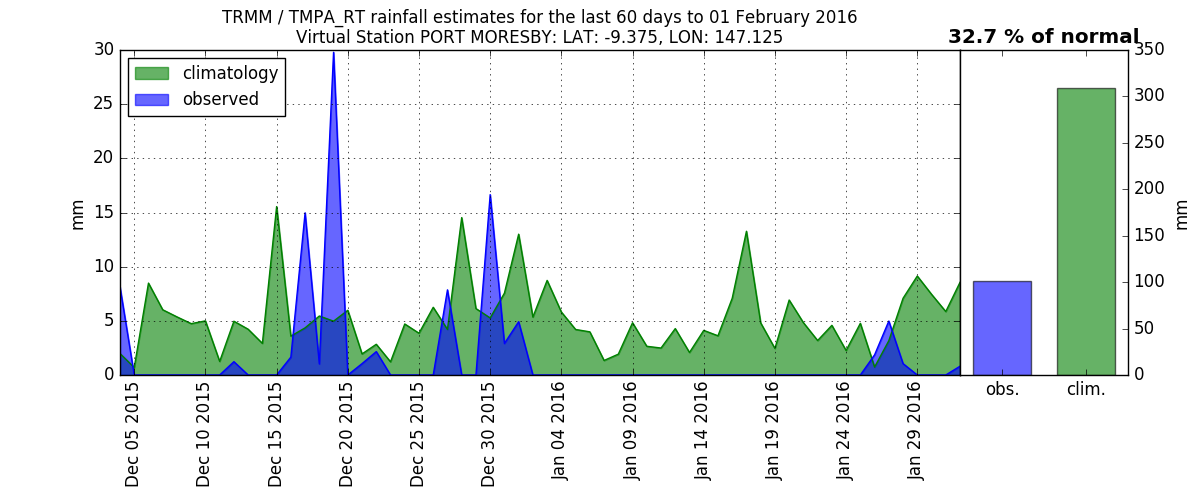 TRMM / TMPA_RT rainfall estimates for the last 60 days to 01 February 2016
Virtual Station PORT MORESBY: LAT: -9.375, LON: 147.125
32.7 % of normal
climatology
observed
mm
30
25
20
15
10
5
0
Dec 05 2015
Dec 10 2015
Dec 15 2015
Dec 20 2015
Dec 25 2015
Dec 30 2015
Jan 04 2016
Jan 09 2016
Jan 14 2016
Jan 19 2016
Jan 24 2016
Jan 29 2016
350
300
250
200
150
100
50
0
mm
obs.
clim.